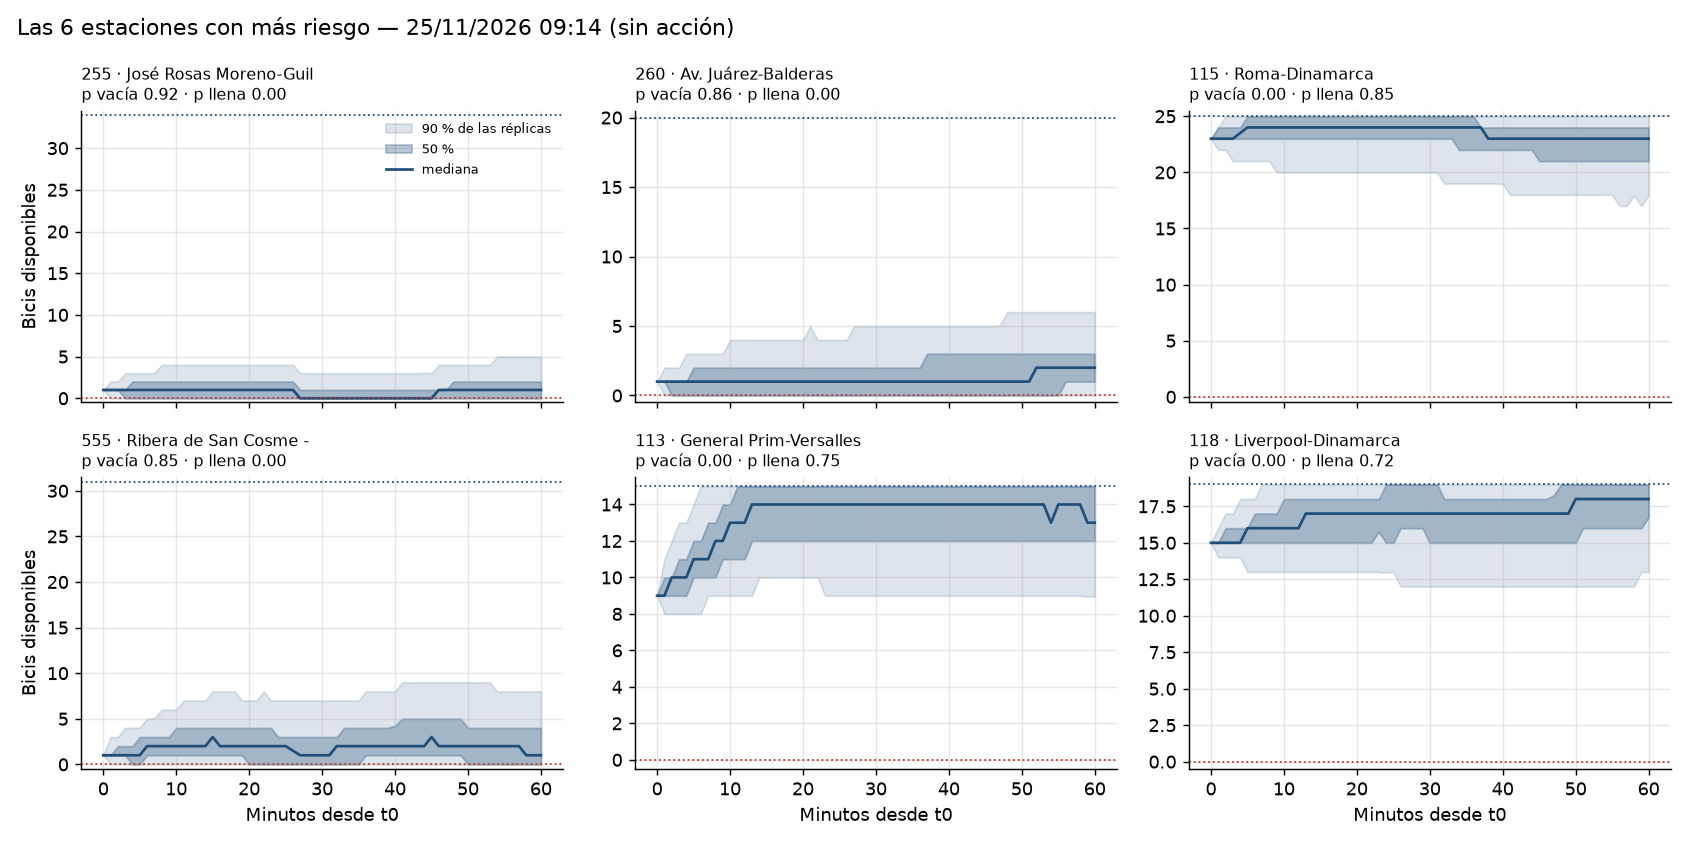 Las 6 estaciones con más riesgo — 25/11/2026 09:14 (sin acción)
255 · José Rosas Moreno-Guil
p vacía 0.92 · p llena 0.00
90 % de las réplicas
50 %
mediana
30
25
20
15
10
5
0
Bicis disponibles
260 · Av. Juárez-Balderas
p vacía 0.86 · p llena 0.00
20
15
10
5
0
115 · Roma-Dinamarca
p vacía 0.00 · p llena 0.85
25
20
15
10
5
0
555 · Ribera de San Cosme -
p vacía 0.85 · p llena 0.00
30
25
20
15
10
5
0
Bicis disponibles
0 10 20 30 40 50 60
Minutos desde t0
113 · General Prim-Versalles
p vacía 0.00 · p llena 0.75
14
12
10
8
6
4
2
0
0 10 20 30 40 50 60
Minutos desde t0
118 · Liverpool-Dinamarca
p vacía 0.00 · p llena 0.72
17.5
15.0
12.5
10.0
7.5
5.0
2.5
0.0
0 10 20 30 40 50 60
Minutos desde t0